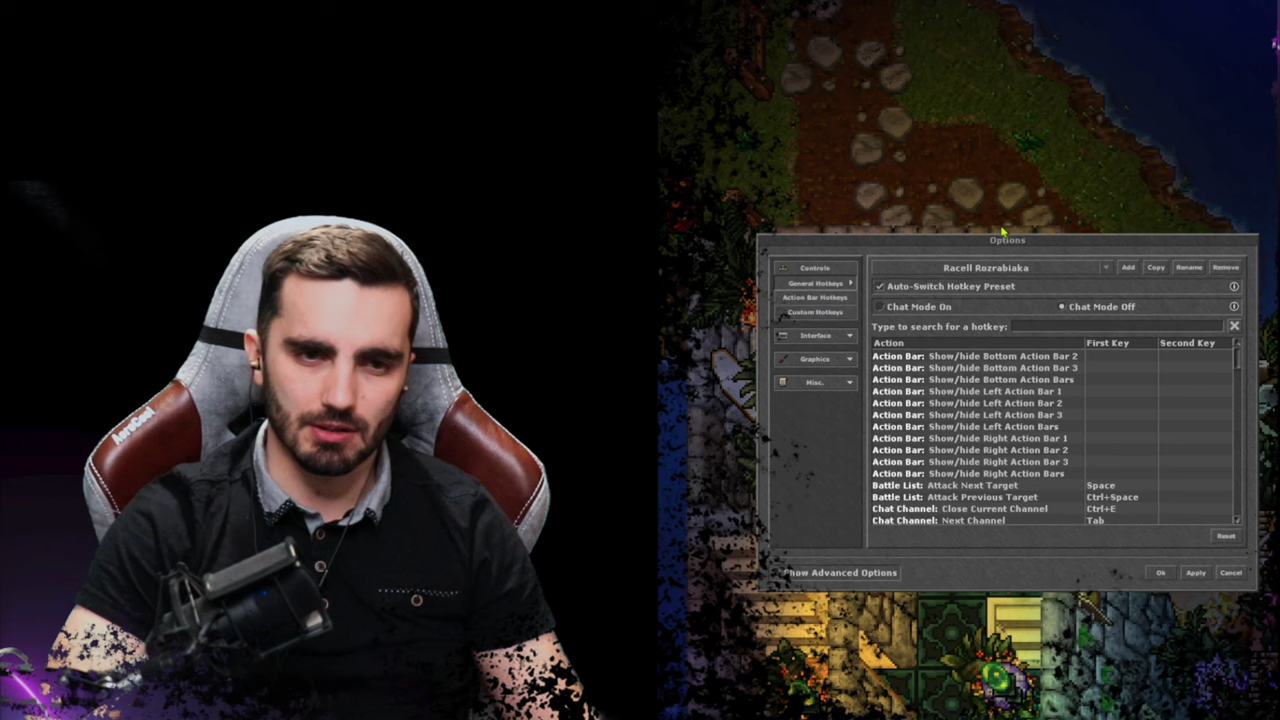 AeroCool
Options
Controls
General Hotkeys
Action Bar Hotkeys
Custom Hotkeys
Interface
Graphics
Misc.
Racell Rozrabiaka
Add
Copy
Rename
Remove
Auto-Switch Hotkey Preset
Chat Mode On
Chat Mode Off
Type to search for a hotkey:
Action First Key Second Key
Action Bar: Show/hide Bottom Action Bar 2
Action Bar: Show/hide Bottom Action Bar 3
Action Bar: Show/hide Bottom Action Bars
Action Bar: Show/hide Left Action Bar 1
Action Bar: Show/hide Left Action Bar 2
Action Bar: Show/hide Left Action Bar 3
Action Bar: Show/hide Left Action Bars
Action Bar: Show/hide Right Action Bar 1
Action Bar: Show/hide Right Action Bar 2
Action Bar: Show/hide Right Action Bar 3
Action Bar: Show/hide Right Action Bars
Battle List: Attack Next Target Space
Battle List: Attack Previous Target Ctrl+Space
Chat Channel: Close Current Channel Ctrl+E
Chat Channel: Next Channel Tab
Reset
Show Advanced Options
Ok
Apply
Cancel